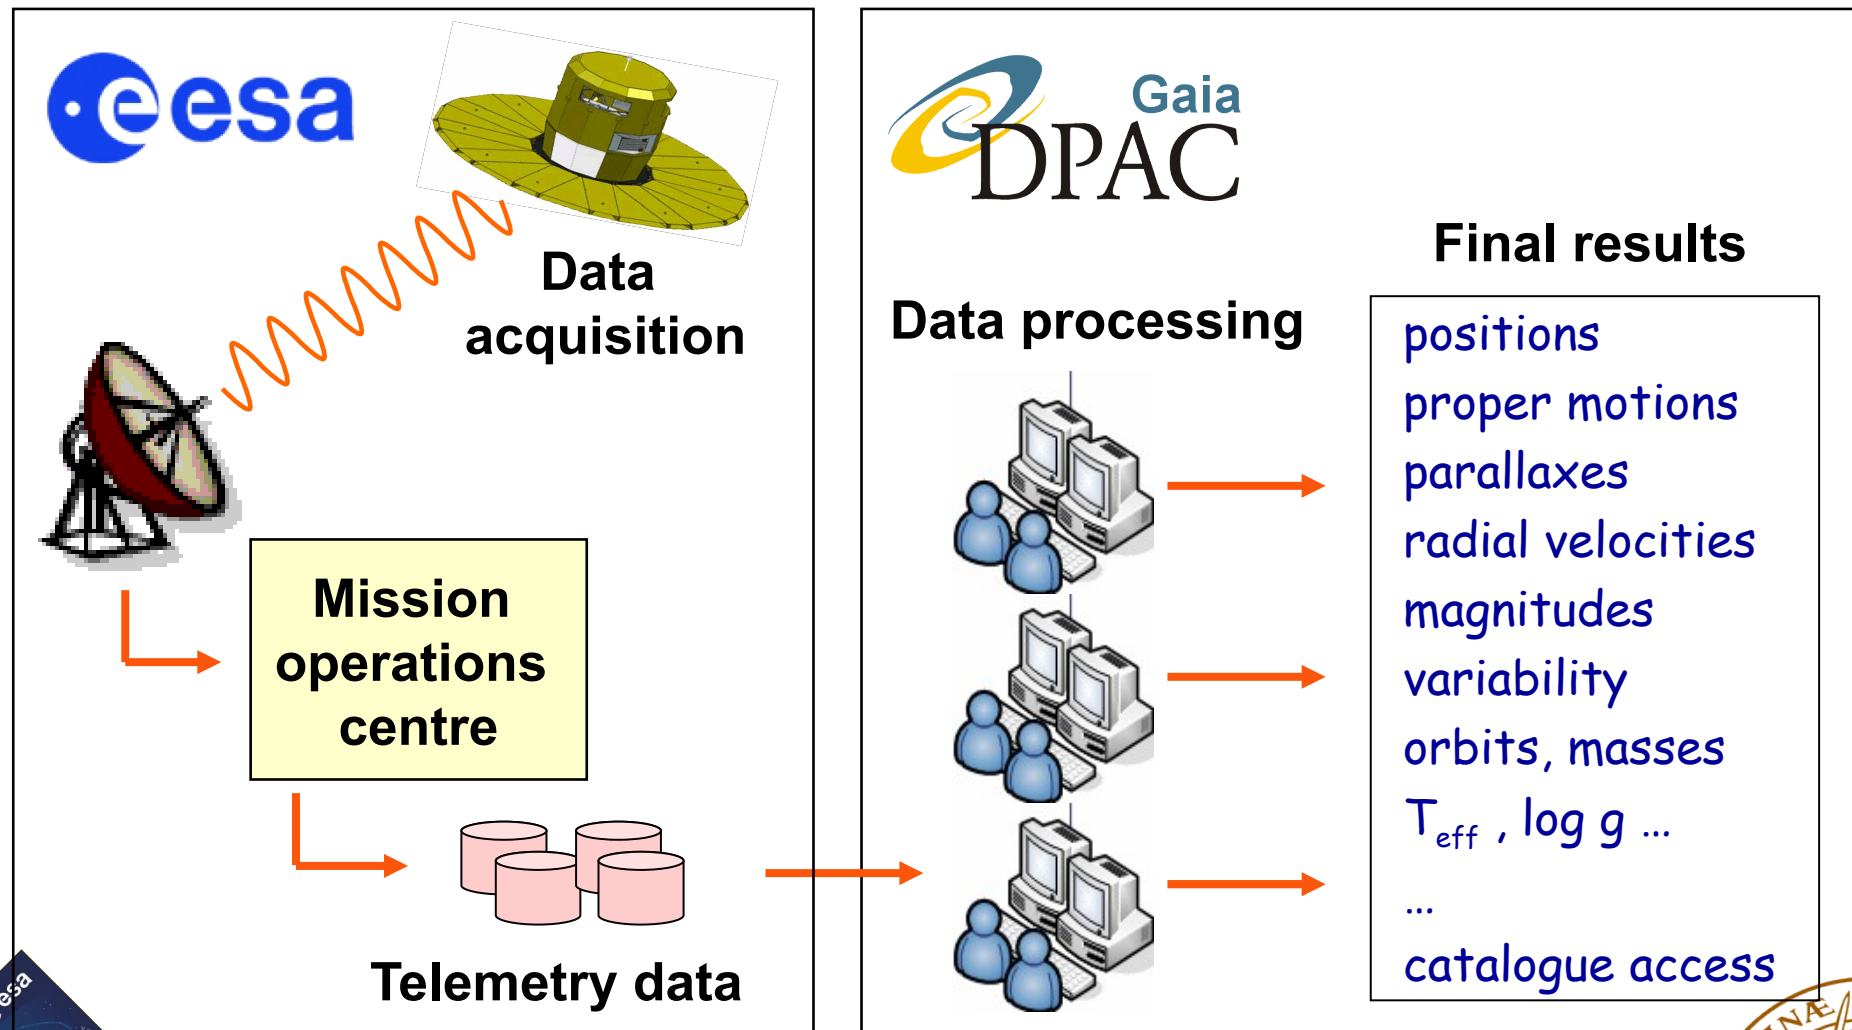 esa
Data
acquisition
Mission
operations
centre
Telemetry data
esa
Gaia
DPAC
Data processing
Final results
positions
proper motions
parallaxes
radial velocities
magnitudes
variability
orbits, masses
Teff , log g ...
...
catalogue access